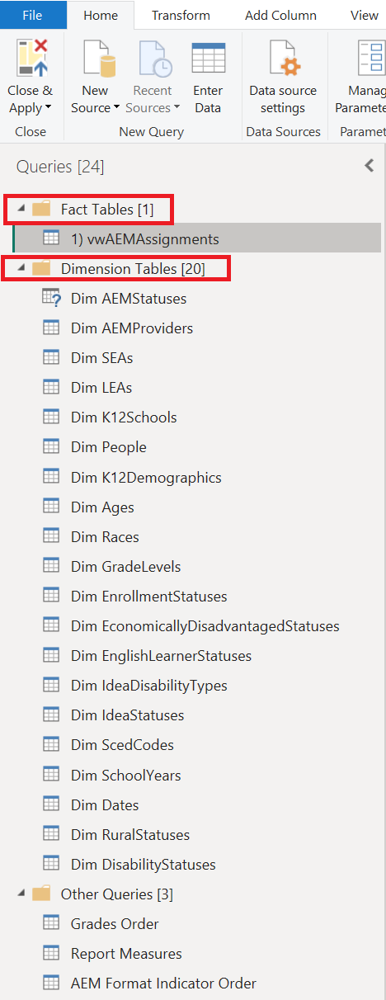 File Home Transform Add Column View
Close & New Recent Enter Data source Manag
Apply Source Sources Data settings Paramete
Close New Query Data Sources Paramet
Queries [24]
Fact Tables [1]
1) vwAEMAssignments
Dimension Tables [20]
Dim AEMStatuses
Dim AEMProviders
Dim SEAs
Dim LEAs
Dim K12Schools
Dim People
Dim K12Demographics
Dim Ages
Dim Races
Dim GradeLevels
Dim EnrollmentStatuses
Dim EconomicallyDisadvantagedStatuses
Dim EnglishLearnerStatuses
Dim IdeaDisabilityTypes
Dim IdeaStatuses
Dim ScedCodes
Dim SchoolYears
Dim Dates
Dim RuralStatuses
Dim DisabilityStatuses
Other Queries [3]
Grades Order
Report Measures
AEM Format Indicator Order